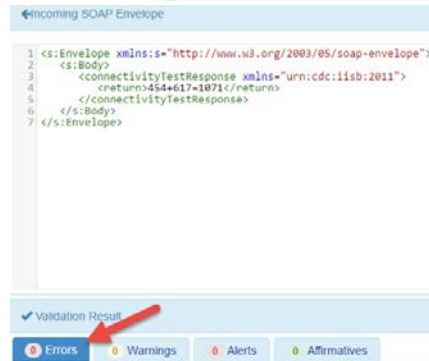 Incoming SOAP Envelope
1 <s:Envelope xmlns:s="http://www.w3.org/2003/05/soap-envelope">
2 <s:Body>
3 <connectivityTestResponse xmlns="urn:cdc:iisb:2011">
4 <return>454+617=1071</return>
5 </connectivityTestResponse>
6 </s:Body>
7 </s:Envelope>
Validation Result
0 Errors 0 Warnings 0 Alerts 0 Affirmatives